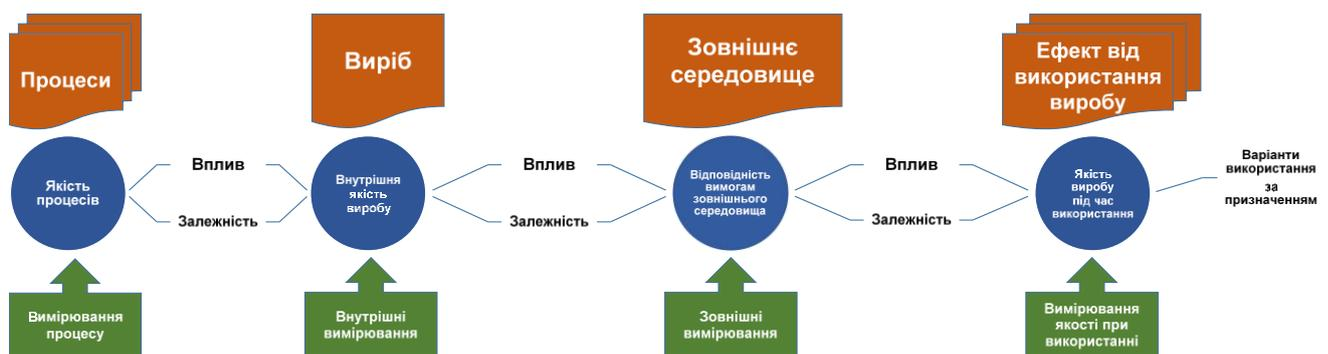 Процеси
Виріб
Зовнішнє
середовище
Ефект від
використання
виробу
Якість
процесів
Вплив
Залежність
Внутрішня
якість
виробу
Вплив
Залежність
Відповідність
вимогам
зовнішнього
середовища
Вплив
Залежність
Якість
виробу
під час
використання
Варіанти
використання
за
призначенням
Вимірювання
процесу
Внутрішні
вимірювання
Зовнішні
вимірювання
Вимірювання
якості при
використанні